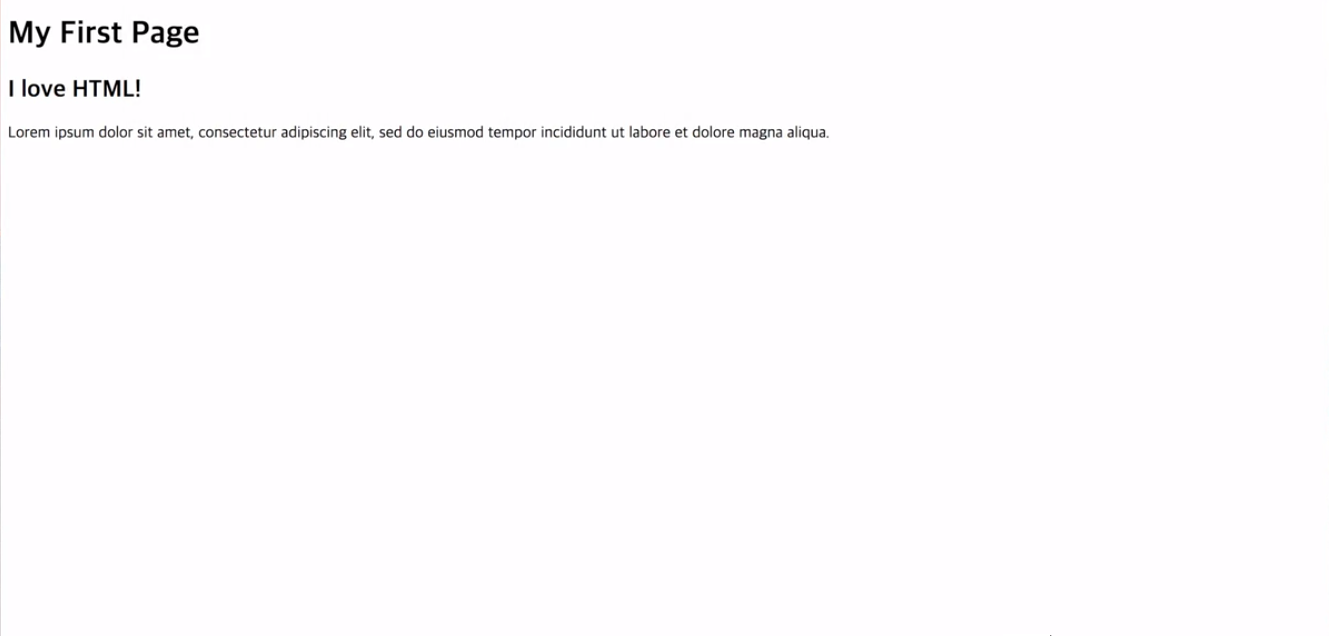 My First Page
I love HTML!
Lorem ipsum dolor sit amet, consectetur adipiscing elit, sed do eiusmod tempor incididunt ut labore et dolore magna aliqua.